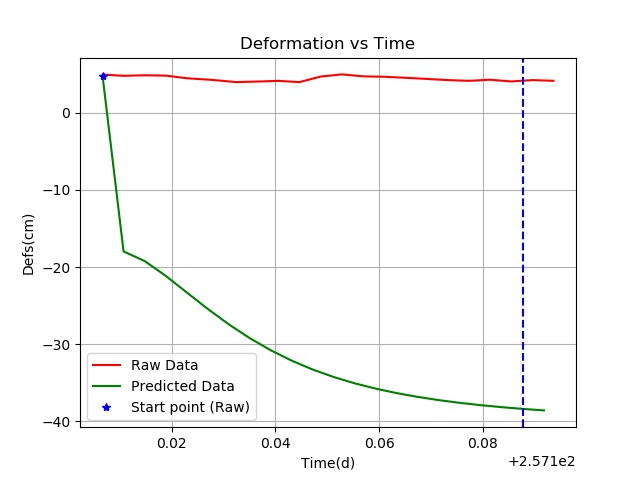 Deformation vs Time
Defs(cm)
0
−10
−20
−30
−40
Raw Data
Predicted Data
Start point (Raw)
0.02 0.04 0.06 0.08
Time(d)
+2.571e2